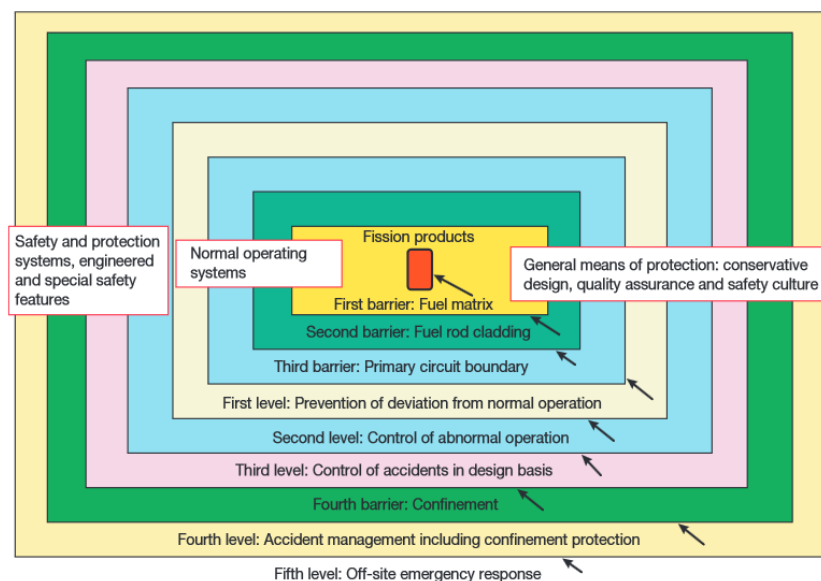 Fission products
Safety and protection
systems, engineered
and special safety
features
Normal operating
systems
General means of protection: conservative
design, quality assurance and safety culture
First barrier: Fuel matrix
Second barrier: Fuel rod cladding
Third barrier: Primary circuit boundary
First level: Prevention of deviation from normal operation
Second level: Control of abnormal operation
Third level: Control of accidents in design basis
Fourth barrier: Confinement
Fourth level: Accident management including confinement protection
Fifth level: Off-site emergency response